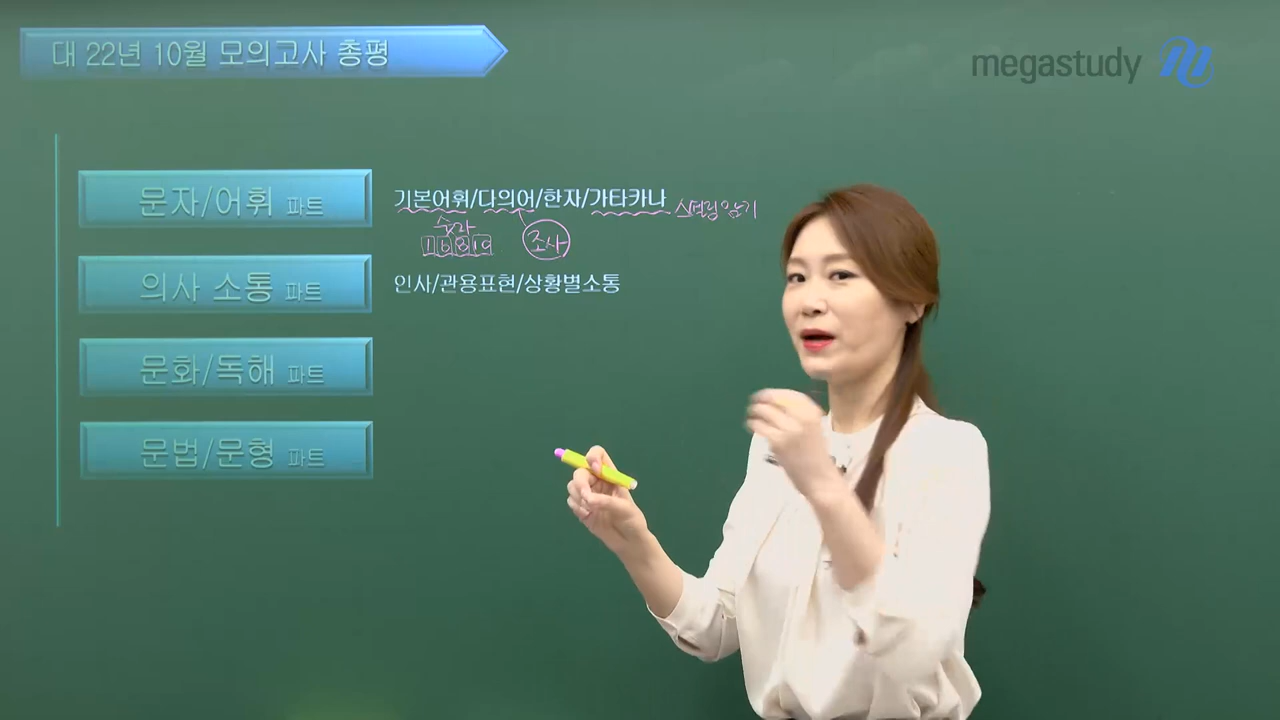 대 22년 10월 모의고사 총평
megastudy
문자/어휘 파트
기본어휘/다의어/한자/가타카나
스펠링 암기
숫자
조사
의사 소통 파트
인사/관용표현/상황별소통
문화/독해 파트
문법/문형 파트